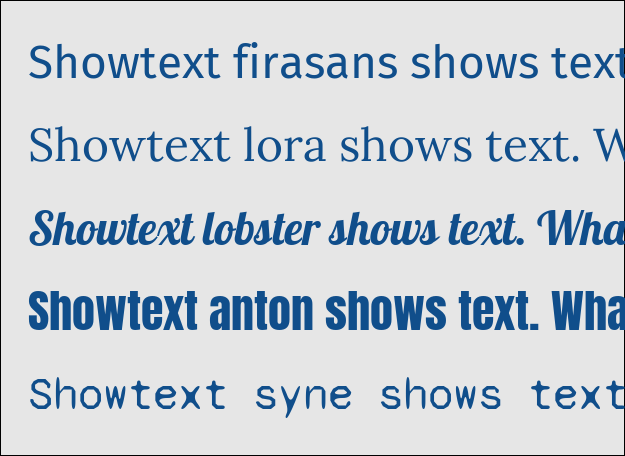 Showtext firasans shows text
Showtext lora shows text. W
Showtext lobster shows text. Wha
Showtext anton shows text. Wha
Showtext syne shows text